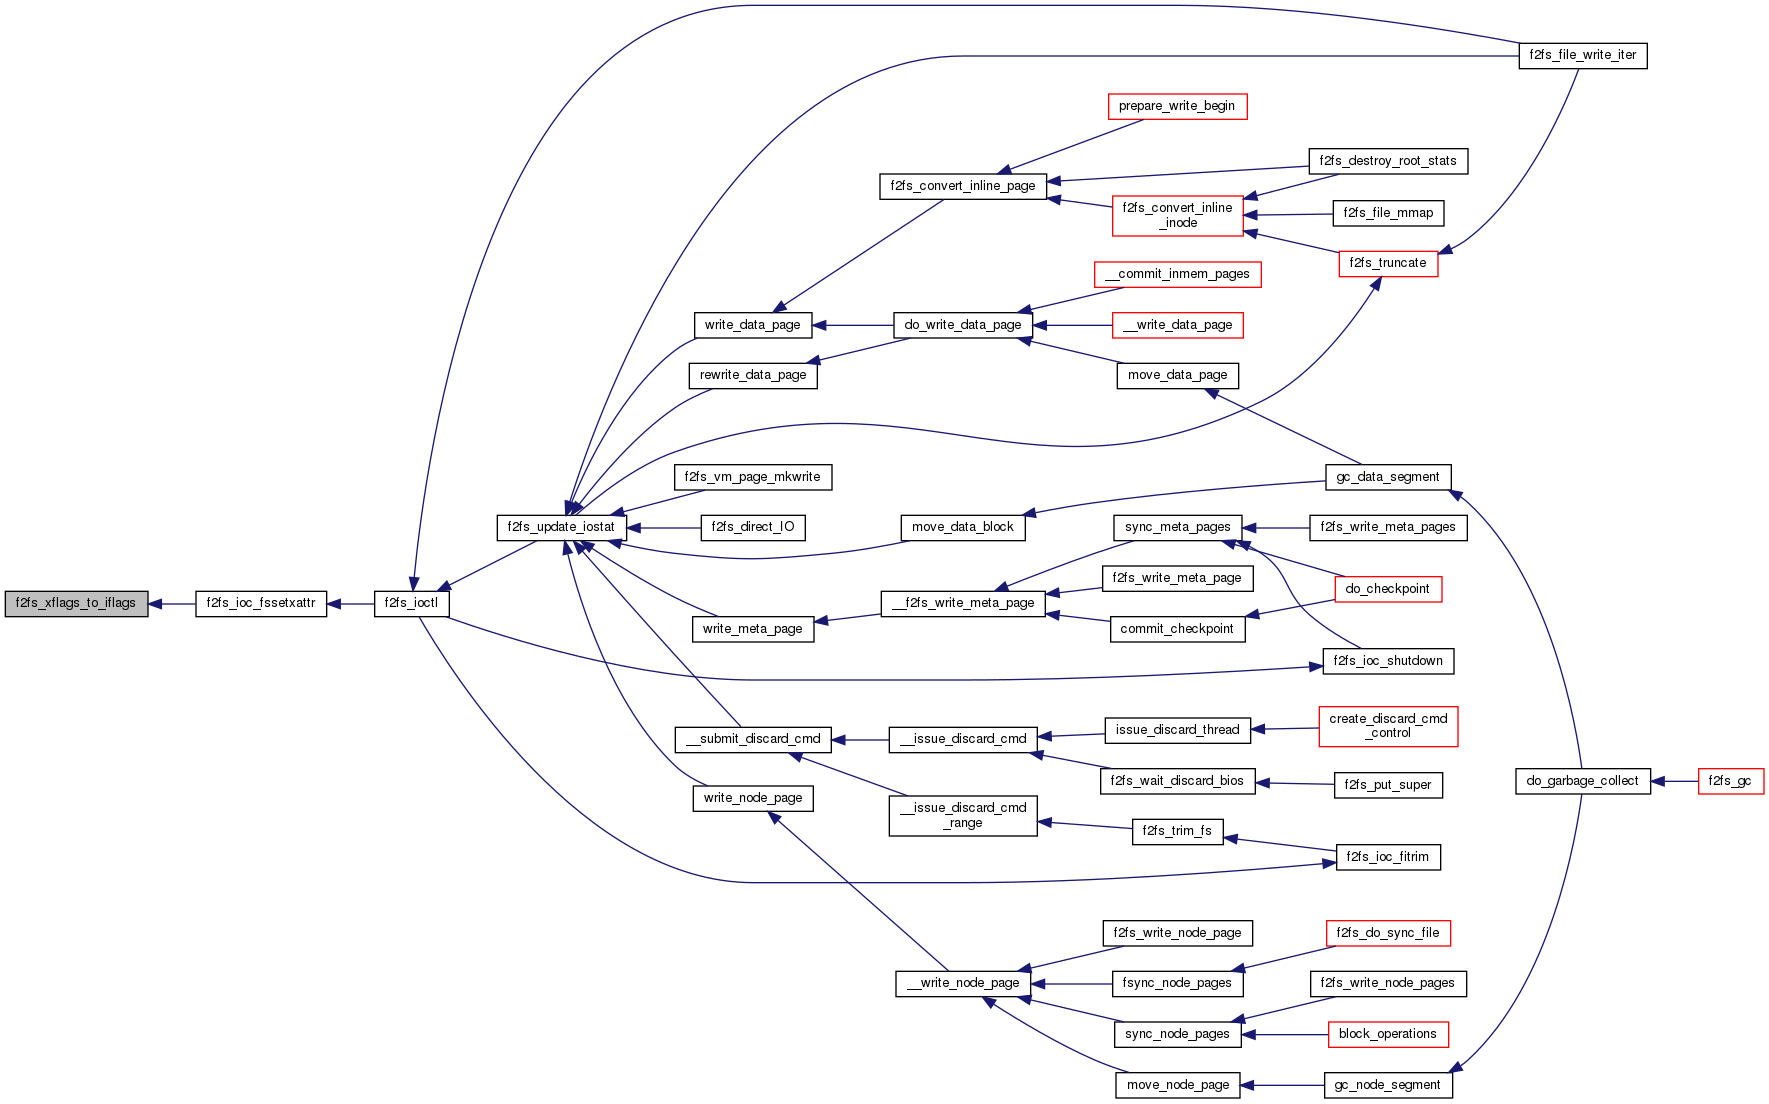 f2fs_file_write_iter
prepare_write_begin
f2fs_destroy_root_stats
f2fs_convert_inline_page
f2fs_convert_inline
_inode
f2fs_file_mmap
f2fs_truncate
__commit_inmem_pages
write_data_page
do_write_data_page
__write_data_page
rewrite_data_page
move_data_page
f2fs_vm_page_mkwrite
gc_data_segment
f2fs_update_iostat
f2fs_direct_IO
move_data_block
sync_meta_pages
f2fs_write_meta_pages
f2fs_write_meta_page
do_checkpoint
f2fs_xflags_to_iflags
f2fs_ioc_fssetxattr
f2fs_ioctl
__f2fs_write_meta_page
write_meta_page
commit_checkpoint
f2fs_ioc_shutdown
create_discard_cmd
_control
issue_discard_thread
__submit_discard_cmd
__issue_discard_cmd
f2fs_wait_discard_bios
f2fs_put_super
do_garbage_collect
f2fs_gc
write_node_page
__issue_discard_cmd
_range
f2fs_trim_fs
f2fs_ioc_fitrim
f2fs_write_node_page
f2fs_do_sync_file
__write_node_page
fsync_node_pages
f2fs_write_node_pages
sync_node_pages
block_operations
move_node_page
gc_node_segment